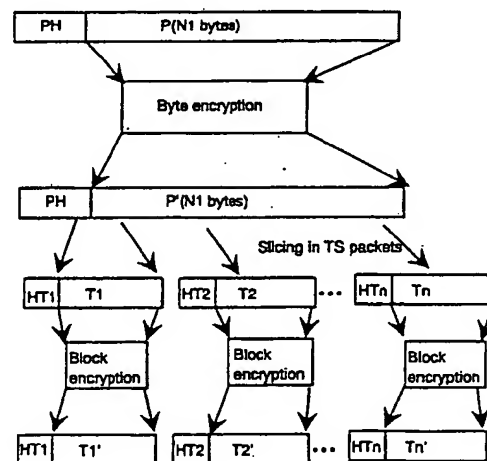 PH P(N1 bytes)
Byte encryption
PH P'(N1 bytes)
Slicing in TS packets
HT1 T1 HT2 T2 ••• HTn Tn
Block encryption Block encryption Block encryption
HT1 T1' HT2 T2' ••• HTn Tn'